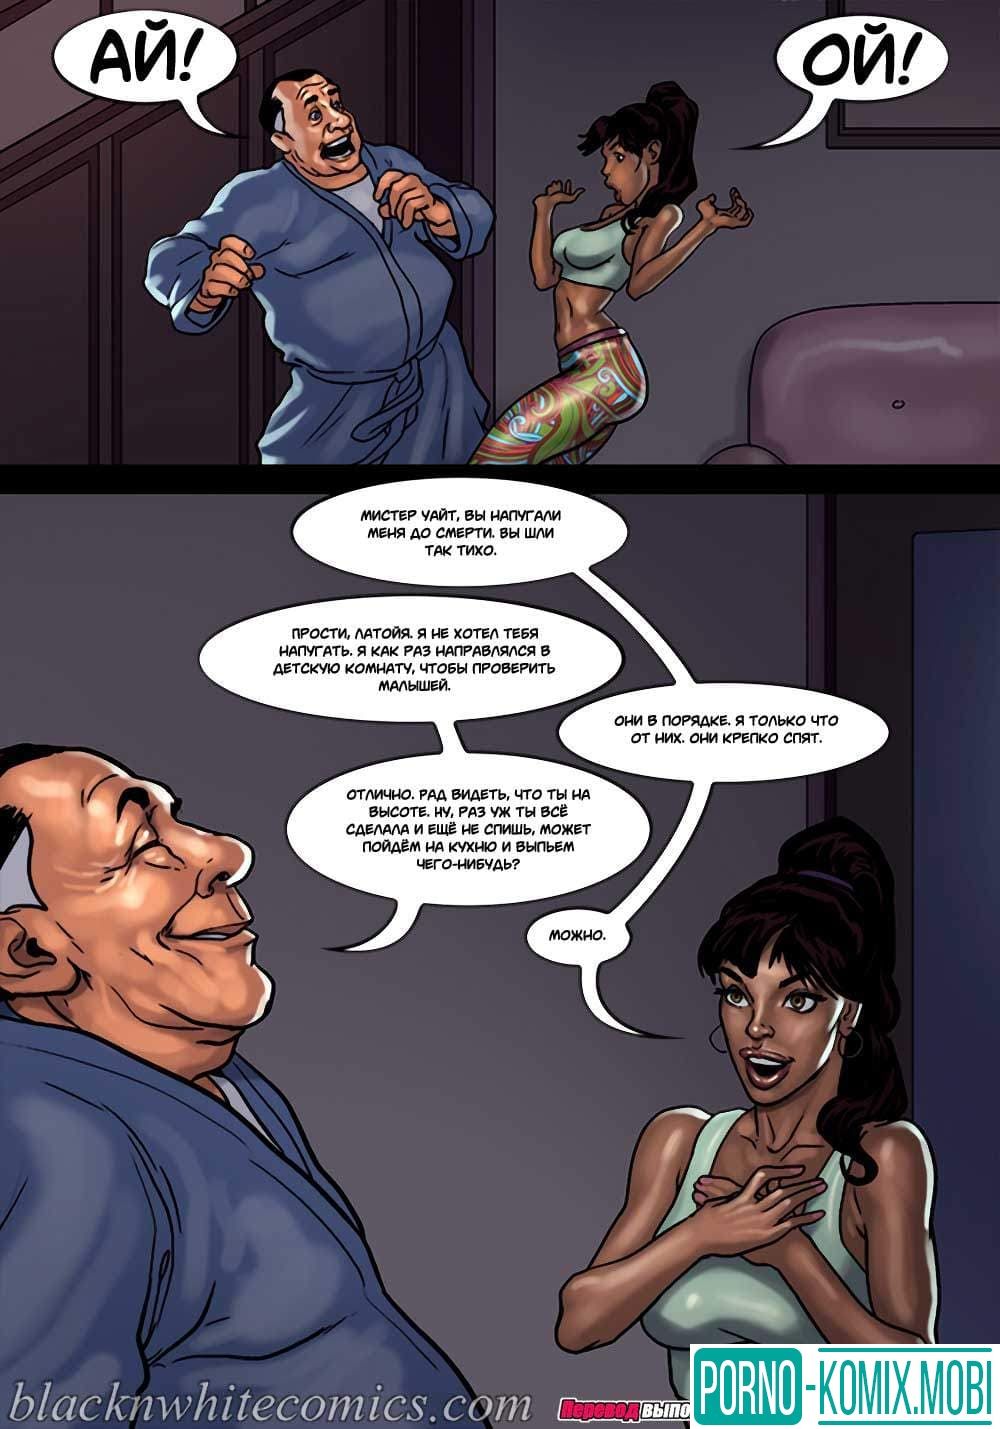 АЙ!
ОЙ!
МИСТЕР УАЙТ, ВЫ НАПУГАЛИ
МЕНЯ ДО СМЕРТИ. ВЫ ШЛИ
ТАК ТИХО.
ПРОСТИ, ЛАТОЙЯ. Я НЕ ХОТЕЛ ТЕБЯ
НАПУГАТЬ. Я КАК РАЗ НАПРАВЛЯЛСЯ В
ДЕТСКУЮ КОМНАТУ, ЧТОБЫ ПРОВЕРИТЬ
МАЛЫШЕЙ.
ОНИ В ПОРЯДКЕ. Я ТОЛЬКО ЧТО
ОТ НИХ. ОНИ КРЕПКО СПЯТ.
ОТЛИЧНО. РАД ВИДЕТЬ, ЧТО ТЫ НА
ВЫСОТЕ. НУ, РАЗ УЖ ТЫ ВСЁ
СДЕЛАЛА И ЕЩЁ НЕ СПИШЬ, МОЖЕТ
ПОЙДЁМ НА КУХНЮ И ВЫПЬЕМ
ЧЕГО-НИБУДЬ?
МОЖНО.
blacknwhitecomics.com
Перевод выпо
PORNO-KOMIX.MOBI